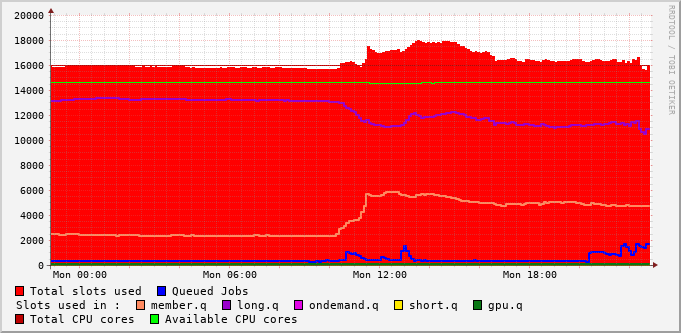 20000
18000
16000
14000
12000
10000
8000
6000
4000
2000
0
Mon 00:00 Mon 06:00 Mon 12:00 Mon 18:00
Total slots used Queued Jobs
Slots used in : member.q long.q ondemand.q short.q gpu.q
Total CPU cores Available CPU cores
RRDTOOL / TOBI OETIKER